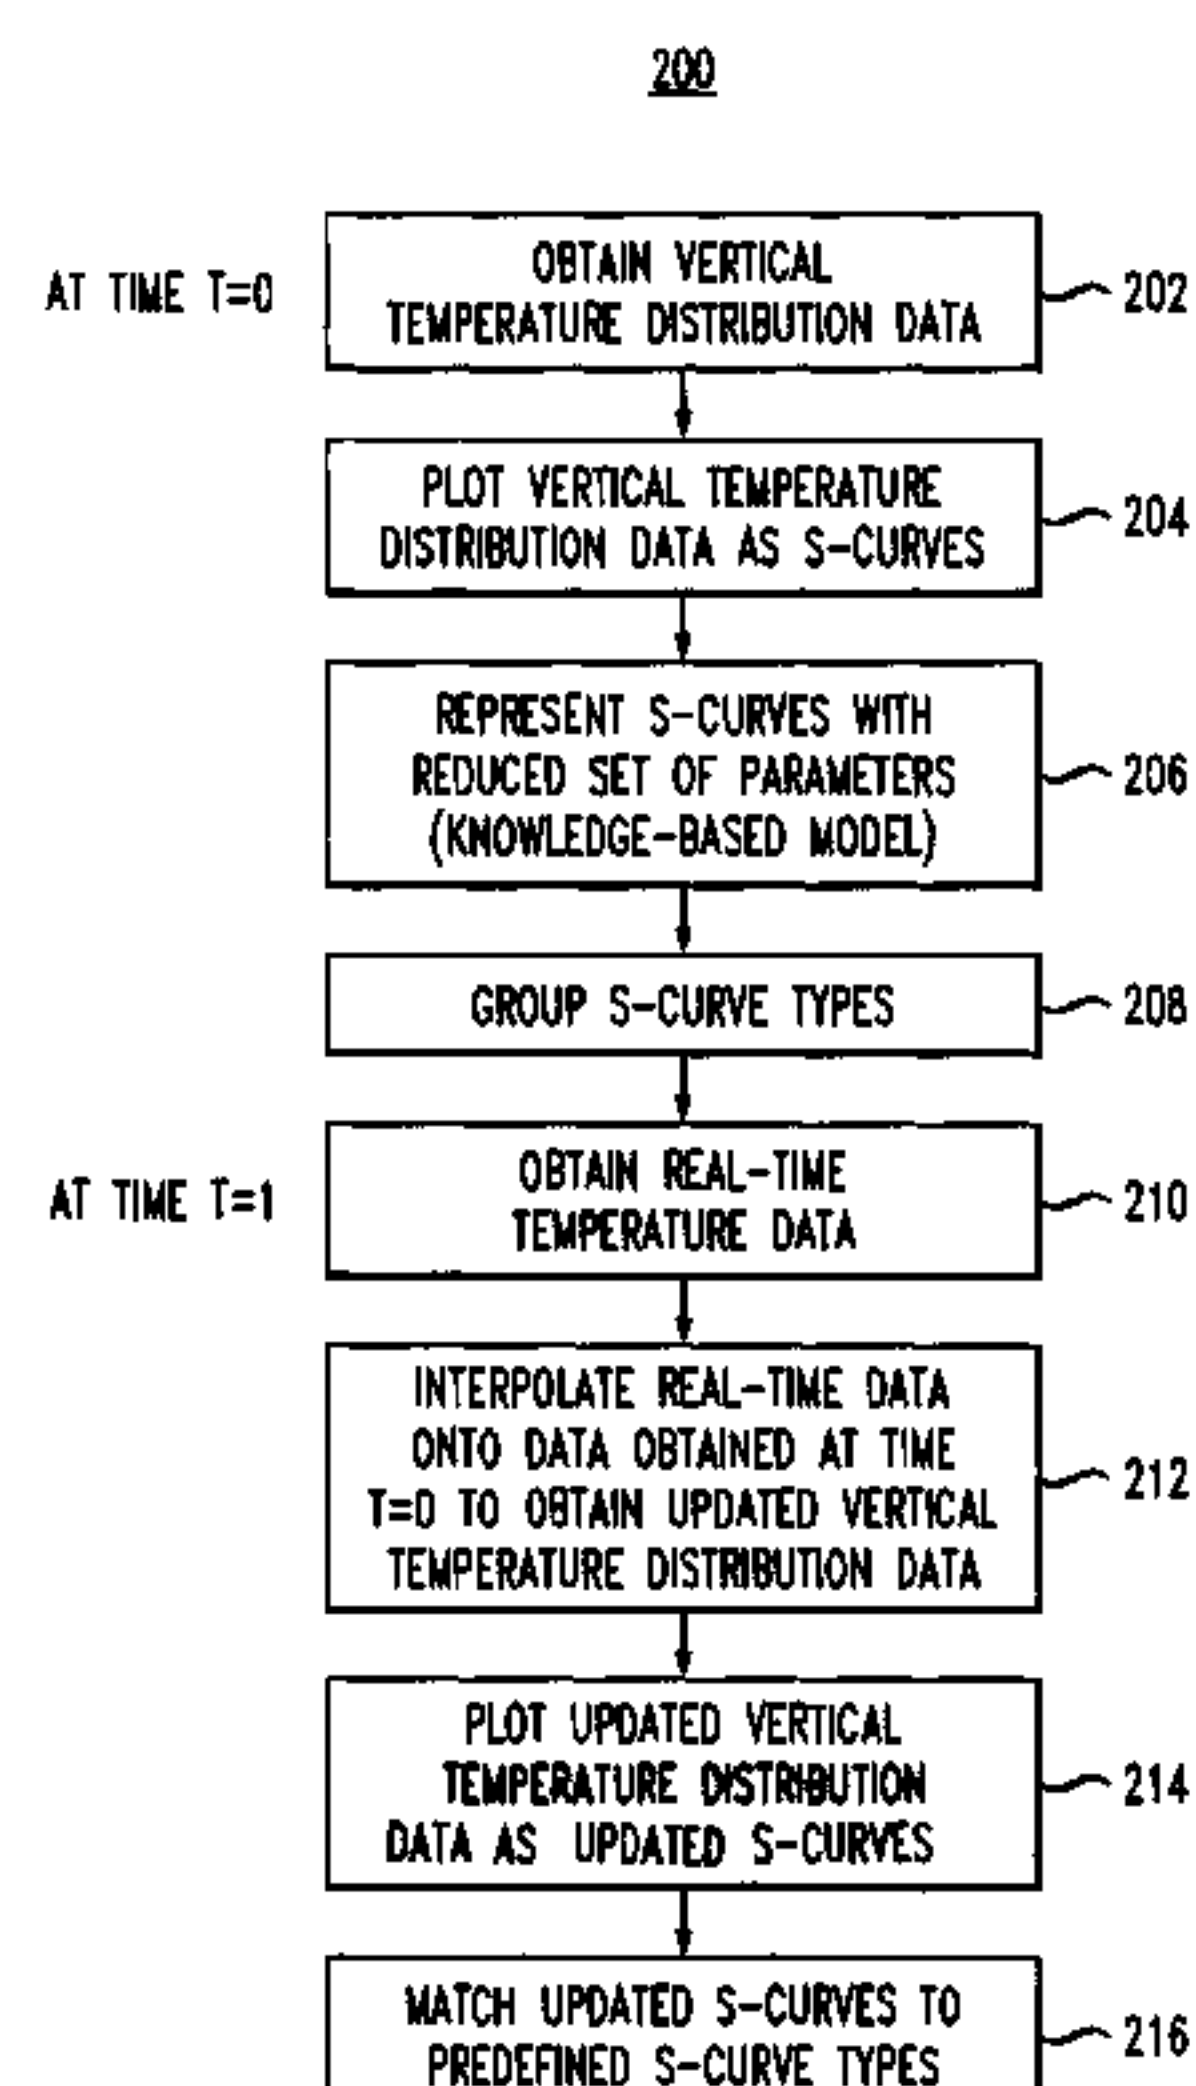 200
AT TIME T=0
OBTAIN VERTICAL
TEMPERATURE DISTRIBUTION DATA
202
PLOT VERTICAL TEMPERATURE
DISTRIBUTION DATA AS S-CURVES
204
REPRESENT S-CURVES WITH
REDUCED SET OF PARAMETERS
(KNOWLEDGE-BASED MODEL)
206
GROUP S-CURVE TYPES
208
AT TIME T=1
OBTAIN REAL-TIME
TEMPERATURE DATA
210
INTERPOLATE REAL-TIME DATA
ONTO DATA OBTAINED AT TIME
T=0 TO OBTAIN UPDATED VERTICAL
TEMPERATURE DISTRIBUTION DATA
212
PLOT UPDATED VERTICAL
TEMPERATURE DISTRIBUTION
DATA AS UPDATED S-CURVES
214
MATCH UPDATED S-CURVES TO
PREDEFINED S-CURVE TYPES
216